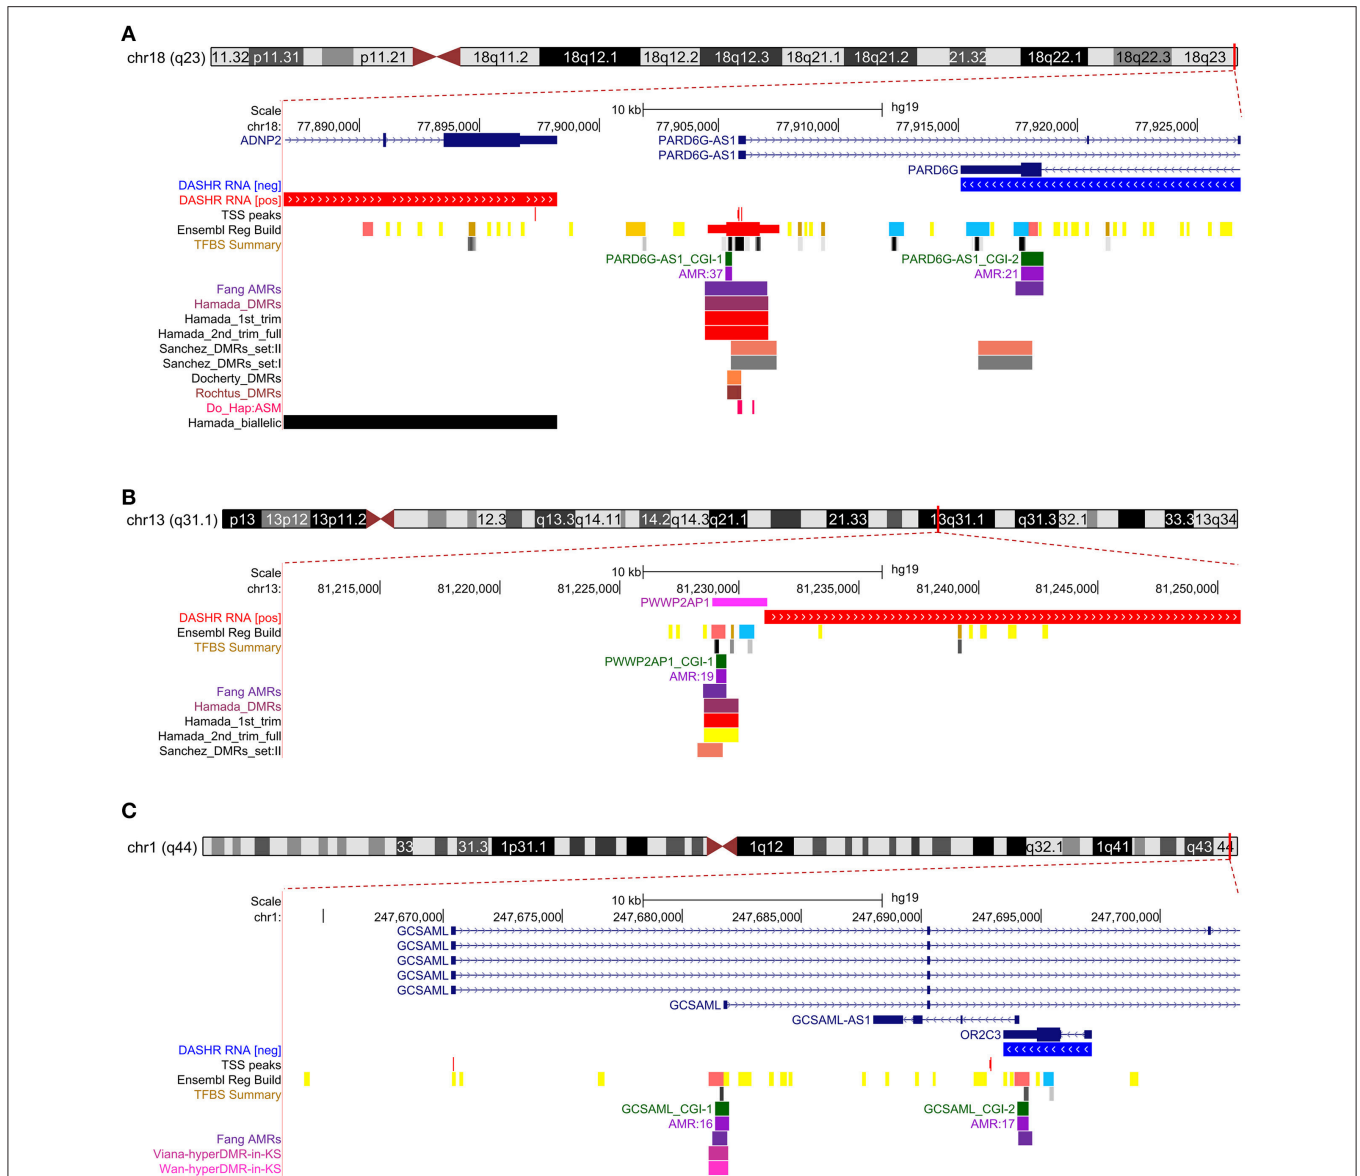 A
chr18 (q23) 11.32 p11.31 p11.21 18q11.2 18q12.1 18q12.2 18q12.3 18q21.1 18q21.2 21.32 18q22.1 18q22.3 18q23
Scale 10 kb hg19
chr18: 77,890,000 77,895,000 77,900,000 77,905,000 77,910,000 77,915,000 77,920,000 77,925,000
ADNP2 PARD6G-AS1
PARD6G-AS1
PARD6G
DASHR RNA [neg]
DASHR RNA [pos]
TSS peaks
Ensembl Reg Build
TFBS Summary
PARD6G-AS1_CGI-1 PARD6G-AS1_CGI-2
AMR:37 AMR:21
Fang AMRs
Hamada_DMRs
Hamada_1st_trim
Hamada_2nd_trim_full
Sanchez_DMRs_set:II
Sanchez_DMRs_set:I
Docherty_DMRs
Rochtus_DMRs
Do_Hap:ASM
Hamada_biallelic
B
chr13 (q31.1) p13 13p12 13p11.2 12.3 q13.3 q14.11 14.2 q14.3 q21.1 21.33 13q31.1 q31.3 32.1 33.3 13q34
Scale 10 kb hg19
chr13: 81,215,000 81,220,000 81,225,000 81,230,000 81,235,000 81,240,000 81,245,000 81,250,000
PWWP2AP1
DASHR RNA [pos]
Ensembl Reg Build
TFBS Summary
PWWP2AP1_CGI-1
AMR:19
Fang AMRs
Hamada_DMRs
Hamada_1st_trim
Hamada_2nd_trim_full
Sanchez_DMRs_set:II
C
chr1 (q44) 33 31.3 1p31.1 1q12 q32.1 1q41 q43 44
Scale 10 kb hg19
chr1: 247,670,000 247,675,000 247,680,000 247,685,000 247,690,000 247,695,000 247,700,000
GCSAML
GCSAML
GCSAML
GCSAML
GCSAML
GCSAML
GCSAML-AS1
OR2C3
DASHR RNA [neg]
TSS peaks
Ensembl Reg Build
TFBS Summary
GCSAML_CGI-1 GCSAML_CGI-2
AMR:16 AMR:17
Fang AMRs
Viana-hyperDMR-in-KS
Wan-hyperDMR-in-KS